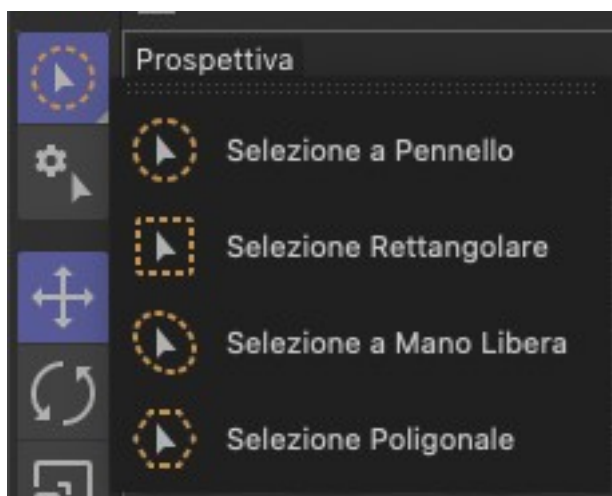 Prospettiva
Selezione a Pennello
Selezione Rettangolare
Selezione a Mano Libera
Selezione Poligonale